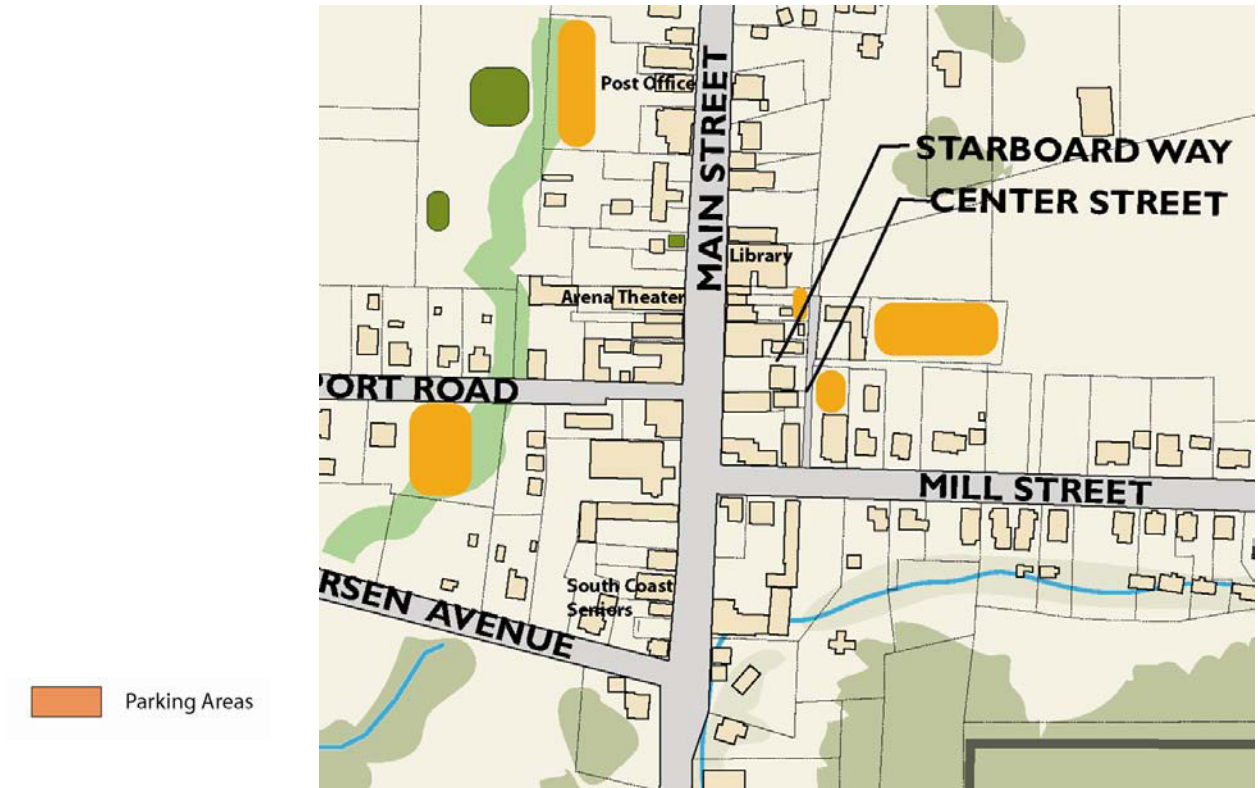 Post Office
MAIN STREET
STARBOARD WAY
CENTER STREET
Library
Arena Theater
PORT ROAD
MILL STREET
South Coast
Seniors
RSEN AVENUE
Parking Areas